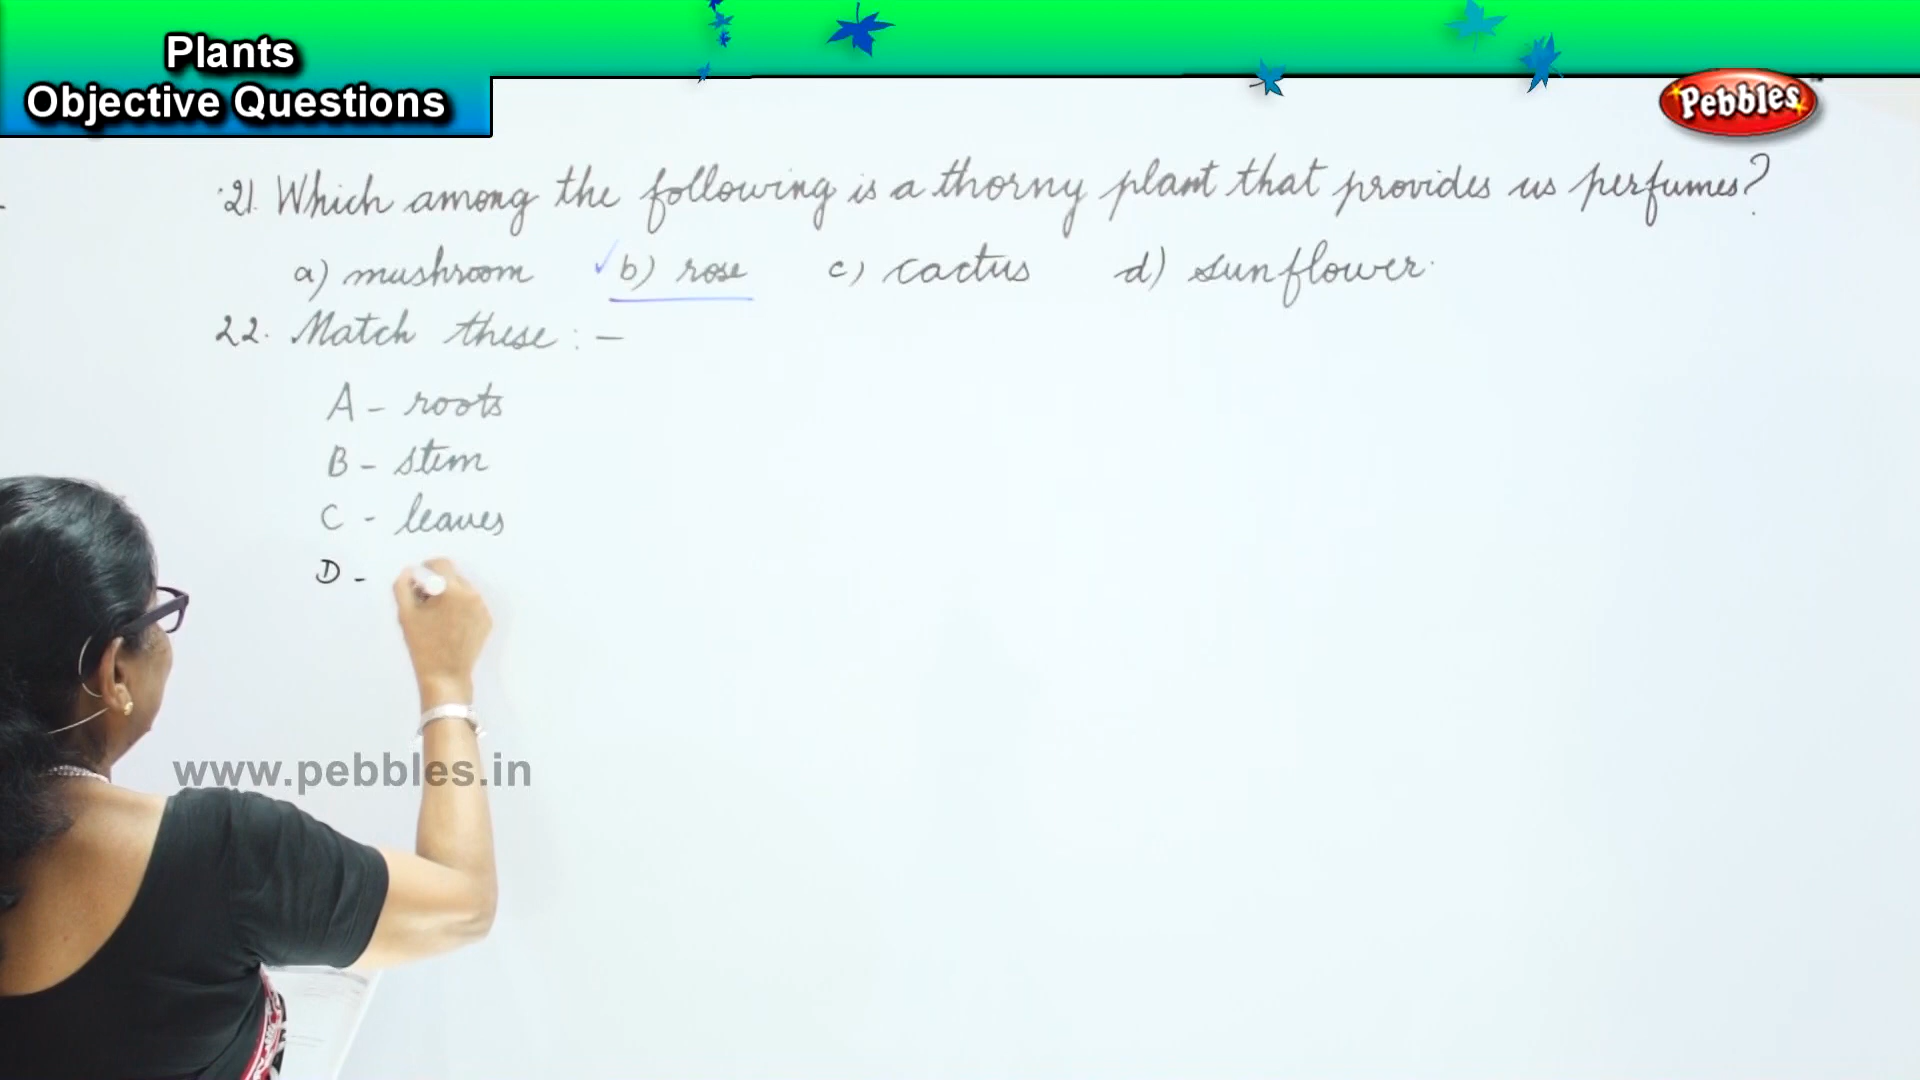 Plants
Objective Questions
Pebbles
21. Which among the following is a thorny plant that provides us perfumes?
a) mushroom b) rose c) cactus d) sunflower
22. Match these :-
A - roots
B - stem
C - leaves
D -
www.pebbles.in